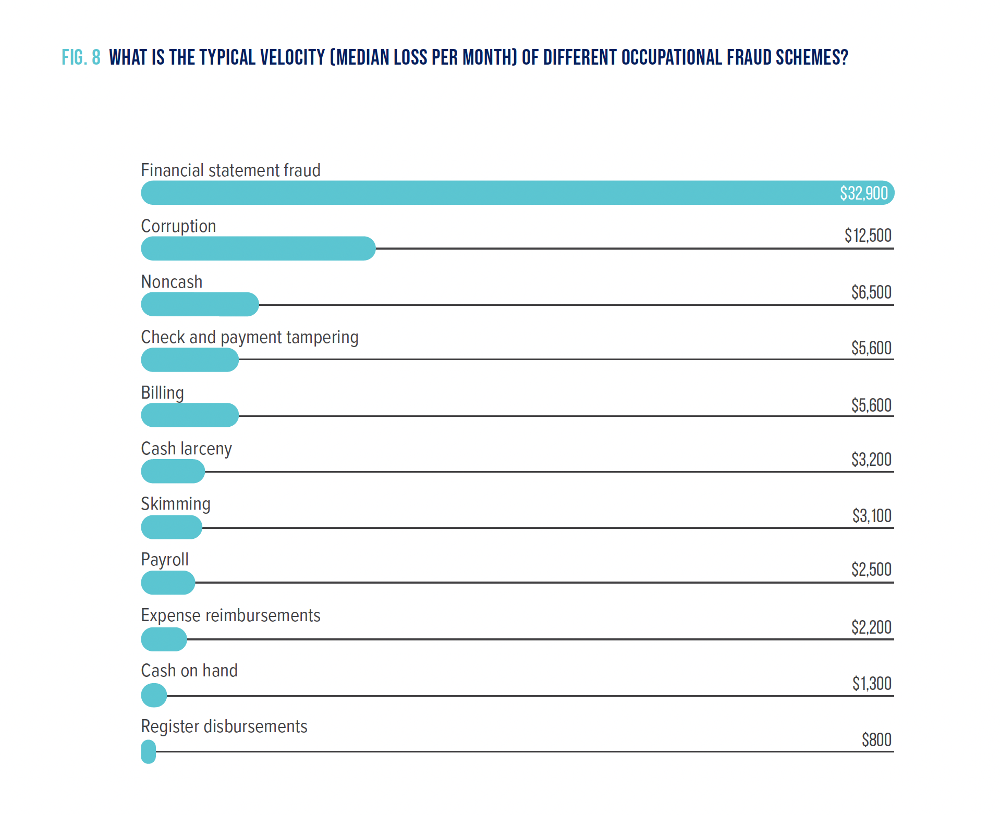 FIG. 8 WHAT IS THE TYPICAL VELOCITY (MEDIAN LOSS PER MONTH) OF DIFFERENT OCCUPATIONAL FRAUD SCHEMES?
Financial statement fraud
$32,900
Corruption
$12,500
Noncash
$6,500
Check and payment tampering
$5,600
Billing
$5,600
Cash larceny
$3,200
Skimming
$3,100
Payroll
$2,500
Expense reimbursements
$2,200
Cash on hand
$1,300
Register disbursements
$800